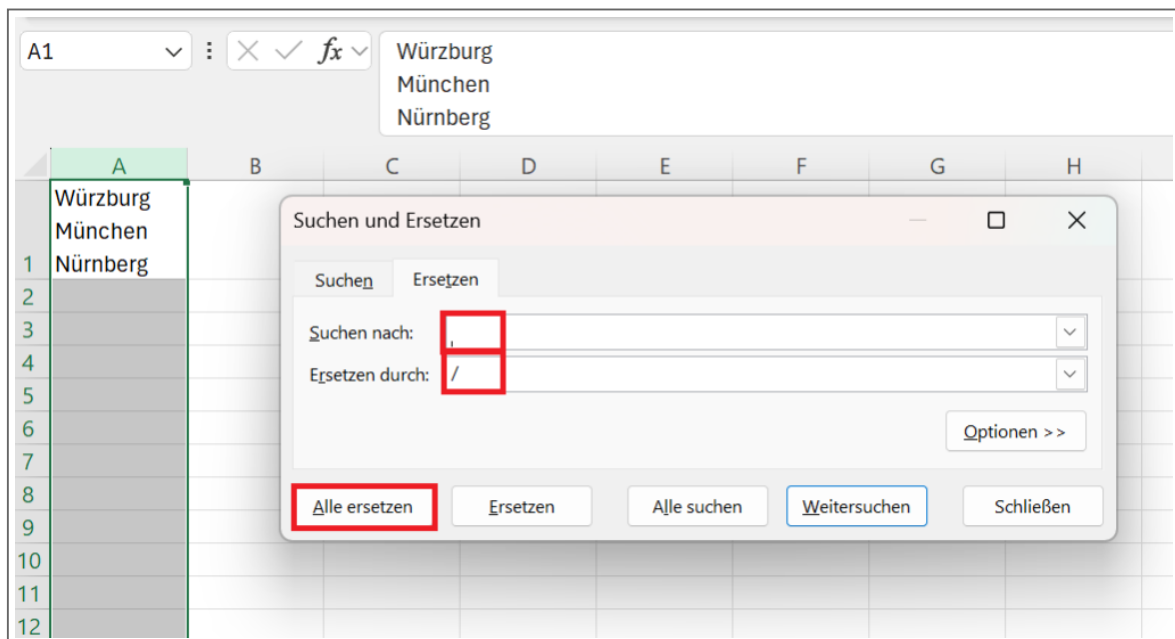 A1 fx Würzburg
München
Nürnberg
A B C D E F G H
Würzburg
München
1 Nürnberg
2
3
4
5
6
7
8
9
10
11
12
Suchen und Ersetzen
Suchen Ersetzen
Suchen nach:
Ersetzen durch: /
Optionen >>
Alle ersetzen Ersetzen Alle suchen Weitersuchen Schließen